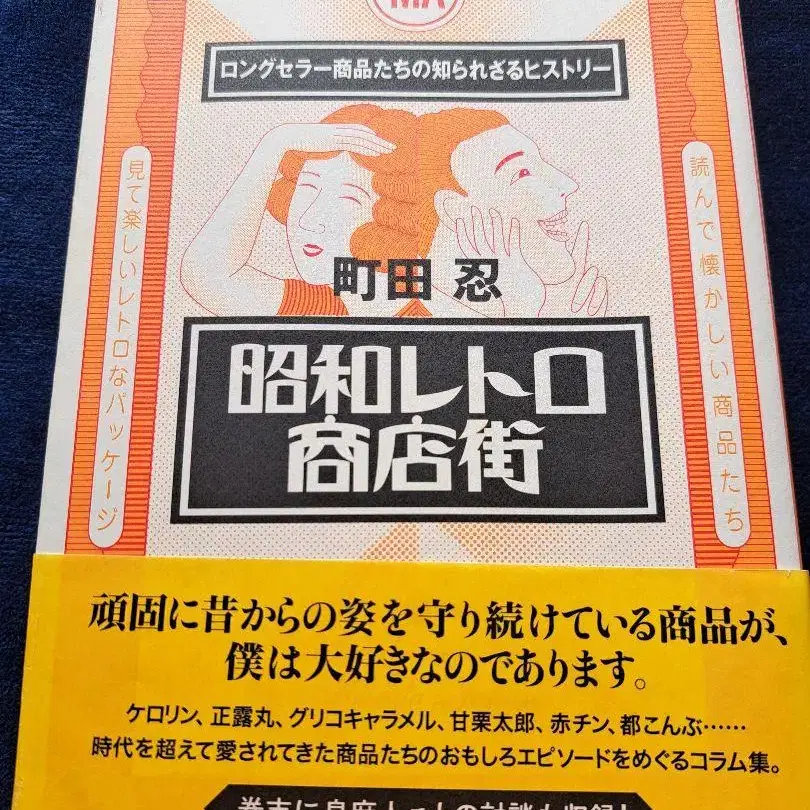 MA
ロングセラー商品たちの知られざるヒストリー
読んで懐かしい商品たち
見て楽しいレトロなパッケージ
町田 忍
昭和レトロ
商店街
頑固に昔からの姿を守り続けている商品が、
僕は大好きなのであります。
ケロリン、正露丸、グリコキャラメル、甘栗太郎、赤チン、都こんぶ……
時代を超えて愛されてきた商品たちのおもしろエピソードをめぐるコラム集。